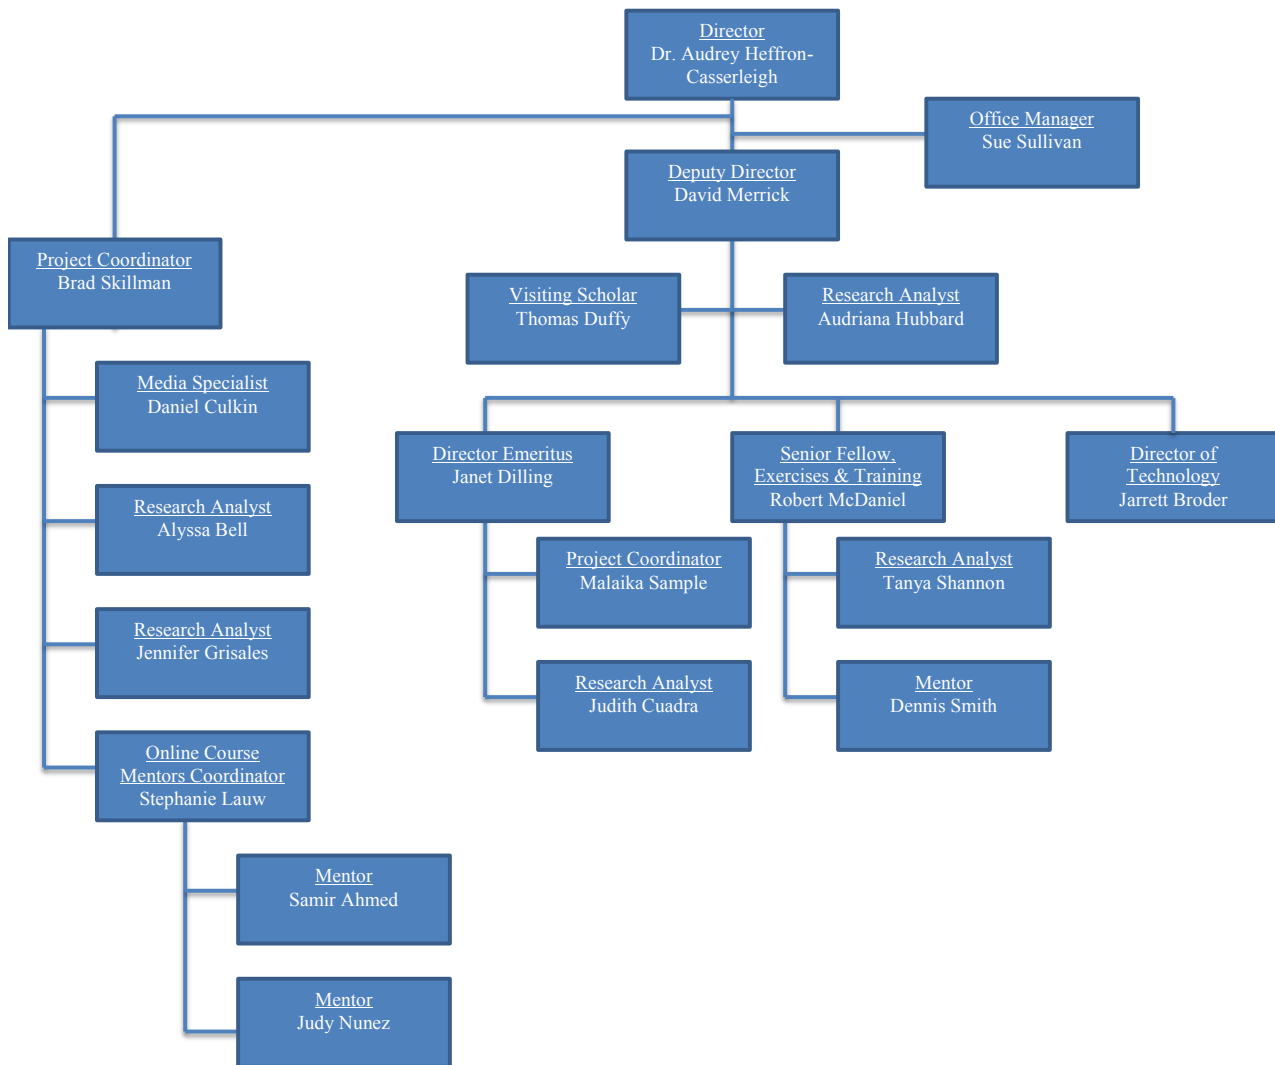 Director
Dr. Audrey Heffron-
Casserleigh
Office Manager
Sue Sullivan
Deputy Director
David Merrick
Project Coordinator
Brad Skillman
Visiting Scholar
Thomas Duffy
Research Analyst
Audriana Hubbard
Media Specialist
Daniel Culkin
Research Analyst
Alyssa Bell
Research Analyst
Jennifer Grisales
Online Course
Mentors Coordinator
Stephanie Lauw
Mentor
Samir Ahmed
Mentor
Judy Nunez
Director Emeritus
Janet Dilling
Project Coordinator
Malaika Sample
Research Analyst
Judith Cuadra
Senior Fellow,
Exercises & Training
Robert McDaniel
Research Analyst
Tanya Shannon
Mentor
Dennis Smith
Director of
Technology
Jarrett Broder